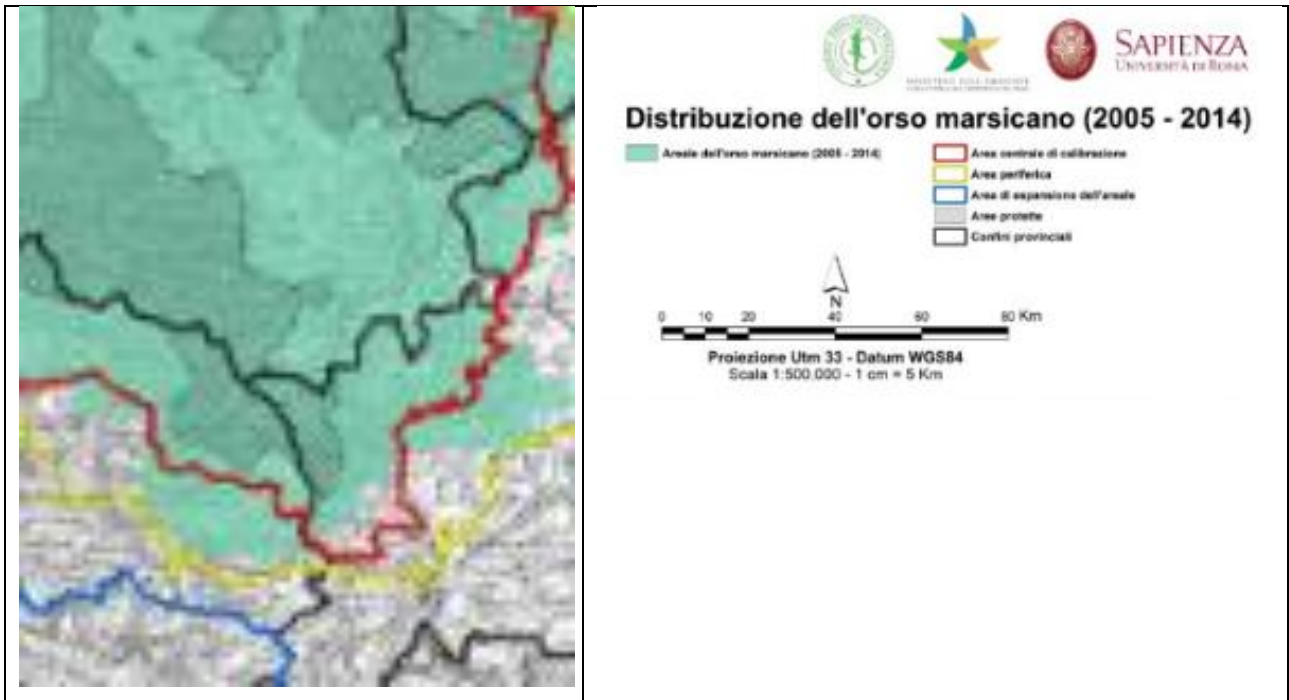 SAPIENZA
UNIVERSITÀ DI ROMA
Distribuzione dell'orso marsicano (2005 - 2014)
Areale dell'orso marsicano (2005 - 2014)
Area centrale di calibrazione
Area periferica
Area di espansione dell'areale
Aree protette
Confini provinciali
N
0 10 20 40 60 80 Km
Proiezione Utm 33 - Datum WGS84
Scala 1:500.000 - 1 cm = 5 Km